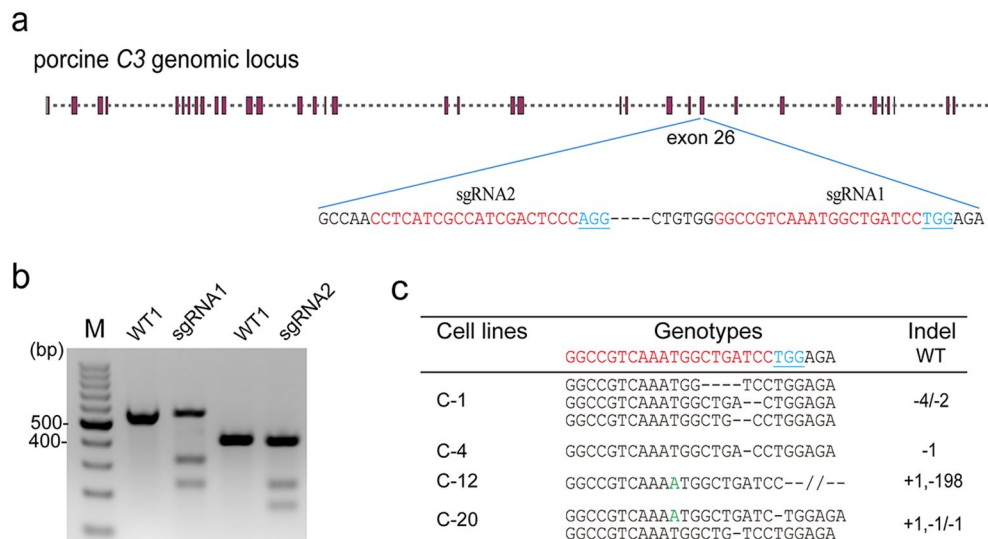 a
porcine C3 genomic locus
exon 26
sgRNA2 sgRNA1
GCCAACCTCATCGCCATCGACTCCCAGG----CTGTGGGGCCGTCAAATGGCTGATCCTGGAGA
b
M WT1 sgRNA1 WT1 sgRNA2
(bp)
500-
400-
c
Cell lines Genotypes Indel
GGCCGTCAAATGGCTGATCCTGGAGA WT
GGCCGTCAAATGG----TCCTGGAGA
C-1 GGCCGTCAAATGGCTGA--CCTGGAGA -4/-2
GGCCGTCAAATGGCTG--CCTGGAGA
C-4 GGCCGTCAAATGGCTGA-CCTGGAGA -1
C-12 GGCCGTCAAAATGGCTGATCC--//-- +1,-198
C-20 GGCCGTCAAAATGGCTGATC-TGGAGA +1,-1/-1
GGCCGTCAAATGGCTG-TCCTGGAGA